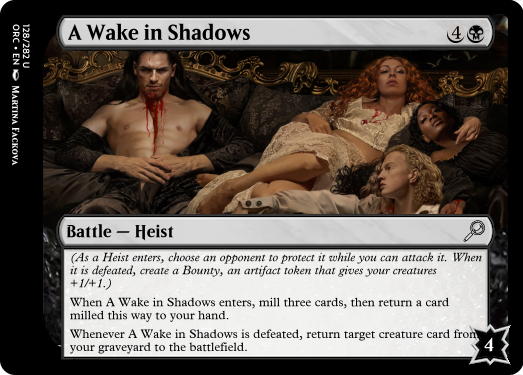 A Wake in Shadows
4
Battle — Heist
(As a Heist enters, choose an opponent to protect it while you can attack it. When
it is defeated, create a Bounty, an artifact token that gives your creatures
+1/+1.)
When A Wake in Shadows enters, mill three cards, then return a card
milled this way to your hand.
Whenever A Wake in Shadows is defeated, return target creature card from
your graveyard to the battlefield.
4
128/282 U
ORC • EN MARTINA FACKOVA